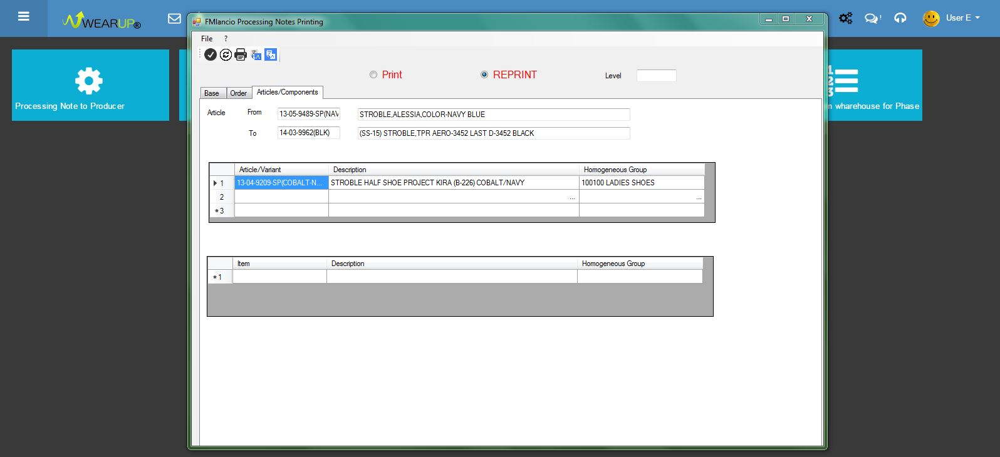 WEARUP®
FMlancio Processing Notes Printing
! User E
File ?
Processing Note to Producer
wharehouse for Phase
Print REPRINT Level
Base Order Articles/Components
Article From 13-05-9489-SP(NAV STROBLE,ALESSIA,COLOR-NAVY BLUE
To 14-03-9962(BLK) (SS-15) STROBLE,TPR AERO-3452 LAST D-3452 BLACK
Article/Variant Description Homogeneous Group
1 13-04-9209-SP(COBALT-N... STROBLE HALF SHOE PROJECT KIRA (B-226) COBALT/NAVY 100100 LADIES SHOES
2 ... ...
* 3
Item Description Homogeneous Group
* 1